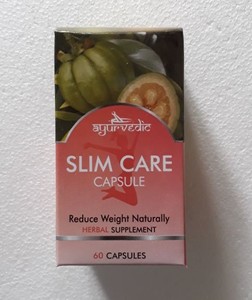 ayurvedic
SLIM CARE
CAPSULE
Reduce Weight Naturally
HERBAL SUPPLEMENT
60 CAPSULES